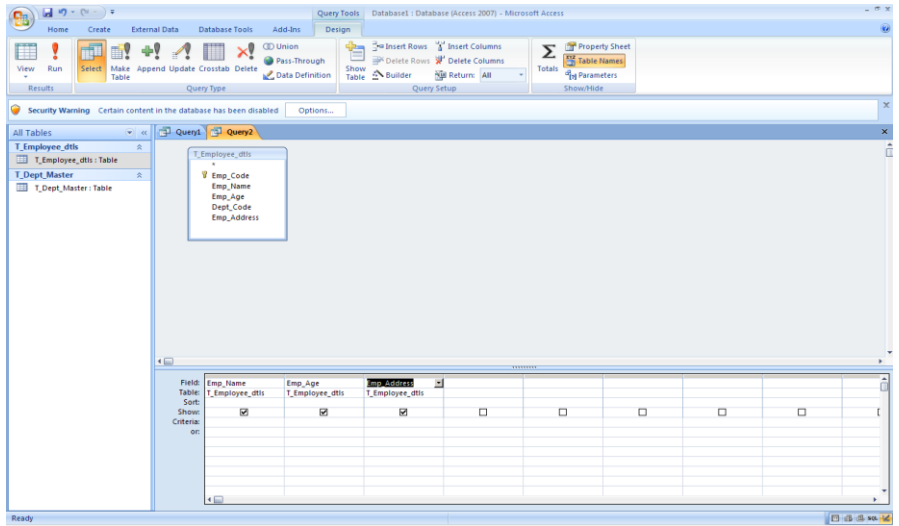 Query Tools Database1 : Database (Access 2007) - Microsoft Access
Home Create External Data Database Tools Add-Ins Design
View Run Select Make Table Append Update Crosstab Delete
Union
Pass-Through
Data Definition
Show Table
Insert Rows
Delete Rows
Builder
Insert Columns
Delete Columns
Return: All
Totals
Property Sheet
Table Names
Parameters
Results Query Type Query Setup Show/Hide
Security Warning Certain content in the database has been disabled Options...
All Tables
T_Employee_dtls
T_Employee_dtls : Table
T_Dept_Master
T_Dept_Master : Table
Query1 Query2
T_Employee_dtls
*
Emp_Code
Emp_Name
Emp_Age
Dept_Code
Emp_Address
Field: Emp_Name Emp_Age Emp_Address
Table: T_Employee_dtls T_Employee_dtls T_Employee_dtls
Sort:
Show:
Criteria:
or:
Ready SQL